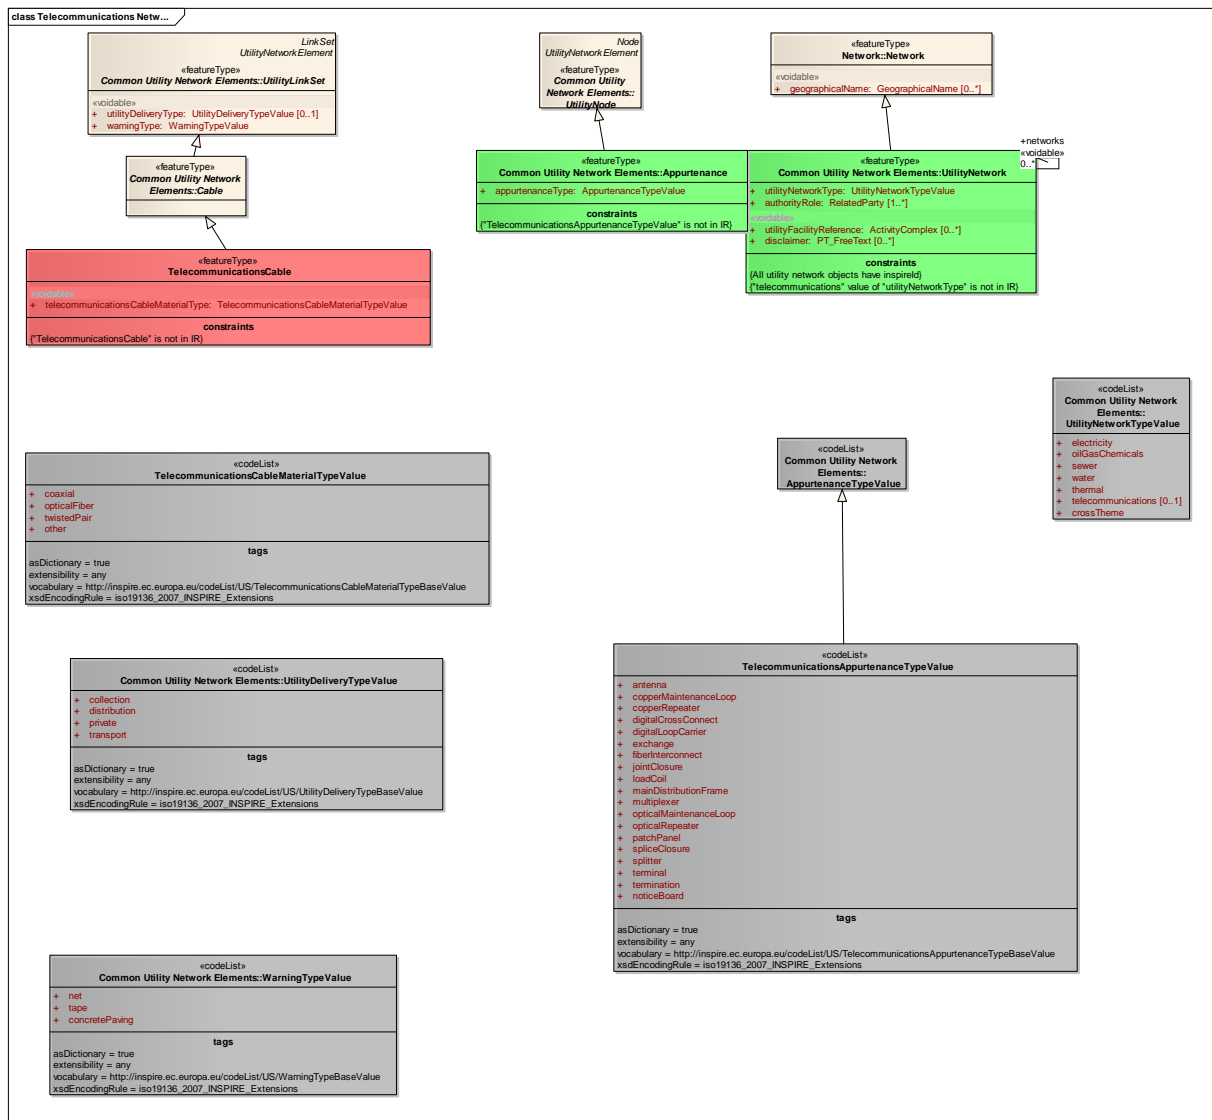 class Telecommunications Netw...
LinkSet
UtilityNetworkElement
«featureType»
Common Utility Network Elements::UtilityLinkSet
«voidable»
+ utilityDeliveryType: UtilityDeliveryTypeValue [0..1]
+ warningType: WarningTypeValue
«featureType»
Common Utility Network
Elements::Cable
«featureType»
TelecommunicationsCable
«voidable»
+ telecommunicationsCableMaterialType: TelecommunicationsCableMaterialTypeValue
constraints
{"TelecommunicationsCable" is not in IR}
Node
UtilityNetworkElement
«featureType»
Common Utility
Network Elements::
UtilityNode
«featureType»
Network::Network
«voidable»
+ geographicalName: GeographicalName [0..*]
«featureType»
Common Utility Network Elements::Appurtenance
+ appurtenanceType: AppurtenanceTypeValue
constraints
{"TelecommunicationsAppurtenanceTypeValue" is not in IR}
«featureType»
Common Utility Network Elements::UtilityNetwork
+ utilityNetworkType: UtilityNetworkTypeValue
+ authorityRole: RelatedParty [1..*]
«voidable»
+ utilityFacilityReference: ActivityComplex [0..*]
+ disclaimer: PT_FreeText [0..*]
constraints
{All utility network objects have inspireId}
{"telecommunications" value of "utilityNetworkType" is not in IR}
+networks
«voidable»
0..*
«codeList»
Common Utility Network
Elements::
UtilityNetworkTypeValue
+ electricity
+ oilGasChemicals
+ sewer
+ water
+ thermal
+ telecommunications [0..1]
+ crossTheme
«codeList»
TelecommunicationsCableMaterialTypeValue
+ coaxial
+ opticalFiber
+ twistedPair
+ other
tags
asDictionary = true
extensibility = any
vocabulary = http://inspire.ec.europa.eu/codeList/US/TelecommunicationsCableMaterialTypeBaseValue
xsdEncodingRule = iso19136_2007_INSPIRE_Extensions
«codeList»
Common Utility Network
Elements::
AppurtenanceTypeValue
«codeList»
Common Utility Network Elements::UtilityDeliveryTypeValue
+ collection
+ distribution
+ private
+ transport
tags
asDictionary = true
extensibility = any
vocabulary = http://inspire.ec.europa.eu/codeList/US/UtilityDeliveryTypeBaseValue
xsdEncodingRule = iso19136_2007_INSPIRE_Extensions
«codeList»
TelecommunicationsAppurtenanceTypeValue
+ antenna
+ copperMaintenanceLoop
+ copperRepeater
+ digitalCrossConnect
+ digitalLoopCarrier
+ exchange
+ fiberInterconnect
+ jointClosure
+ loadCoil
+ mainDistributionFrame
+ multiplexer
+ opticalMaintenanceLoop
+ opticalRepeater
+ patchPanel
+ spliceClosure
+ splitter
+ terminal
+ termination
+ noticeBoard
tags
asDictionary = true
extensibility = any
vocabulary = http://inspire.ec.europa.eu/codeList/US/TelecommunicationsAppurtenanceTypeBaseValue
xsdEncodingRule = iso19136_2007_INSPIRE_Extensions
«codeList»
Common Utility Network Elements::WarningTypeValue
+ net
+ tape
+ concretePaving
tags
asDictionary = true
extensibility = any
vocabulary = http://inspire.ec.europa.eu/codeList/US/WarningTypeBaseValue
xsdEncodingRule = iso19136_2007_INSPIRE_Extensions